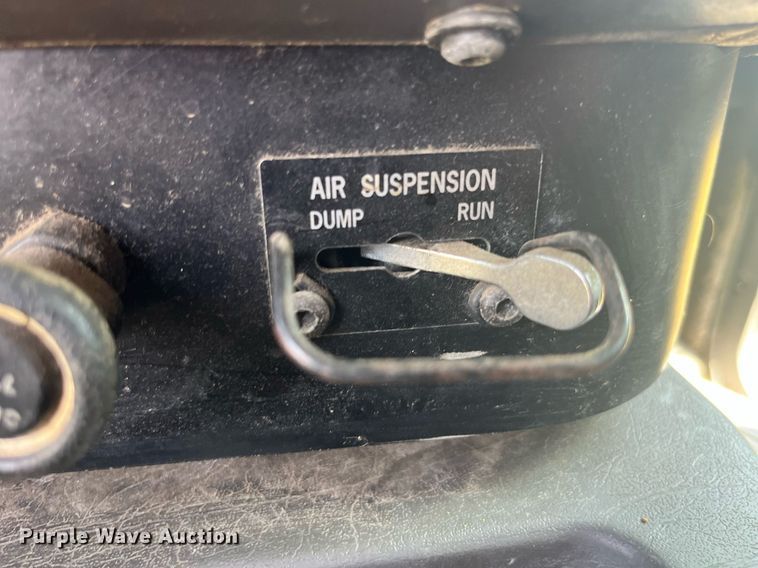 AIR SUSPENSION
DUMP RUN
Purple Wave Auction